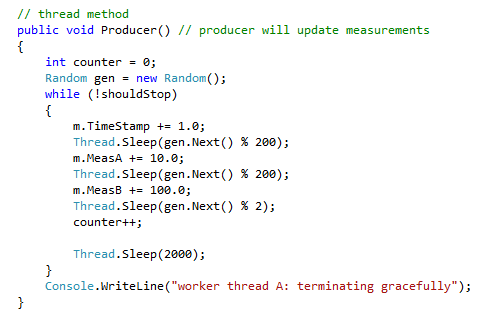 // thread method
public void Producer() // producer will update measurements
{
    int counter = 0;
    Random gen = new Random();
    while (!shouldStop)
    {
        m.TimeStamp += 1.0;
        Thread.Sleep(gen.Next() % 200);
        m.MeasA += 10.0;
        Thread.Sleep(gen.Next() % 200);
        m.MeasB += 100.0;
        Thread.Sleep(gen.Next() % 2);
        counter++;

        Thread.Sleep(2000);
    }
    Console.WriteLine("worker thread A: terminating gracefully");
}